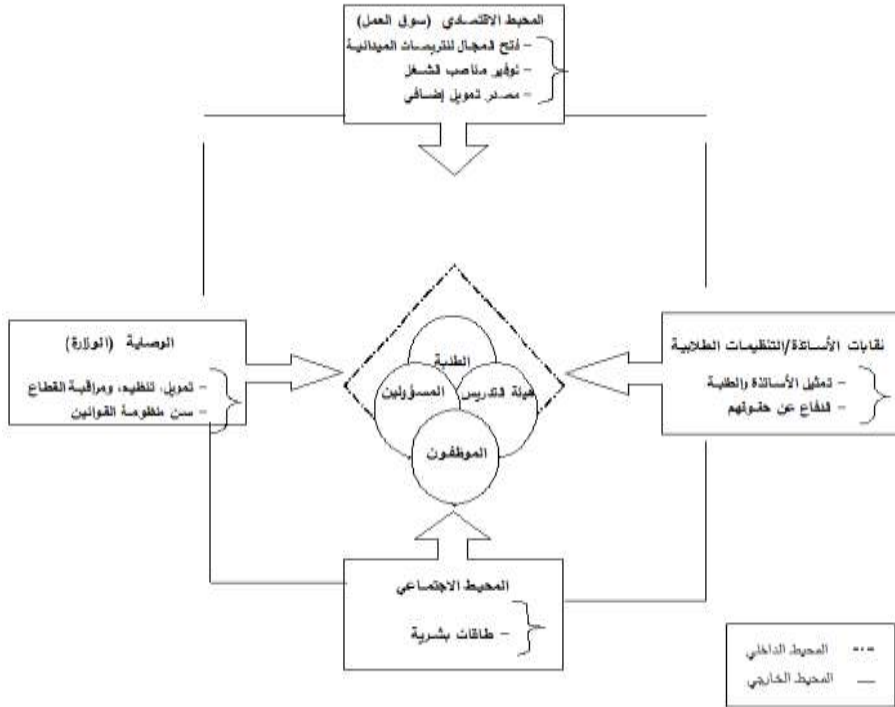 المحيط الاقتصادي (سوق العمل)
– فتح المجال للتربصات الميدانية
– توفير مناصب الشغل
– مصدر تمويل إضافي
نقابات الأساتذة/التنظيمات الطلابية
– تمثيل الأساتذة والطلبة
– الدفاع عن حقوقهم
الوصاية (الوزارة)
– تمويل، تنظيم، ومراقبة القطاع
– سن منظومة القوانين
الطلبة
هيئة التدريس
المسؤولين
الموظفون
المحيط الاجتماعي
– طاقات بشرية
المحيط الداخلي
المحيط الخارجي